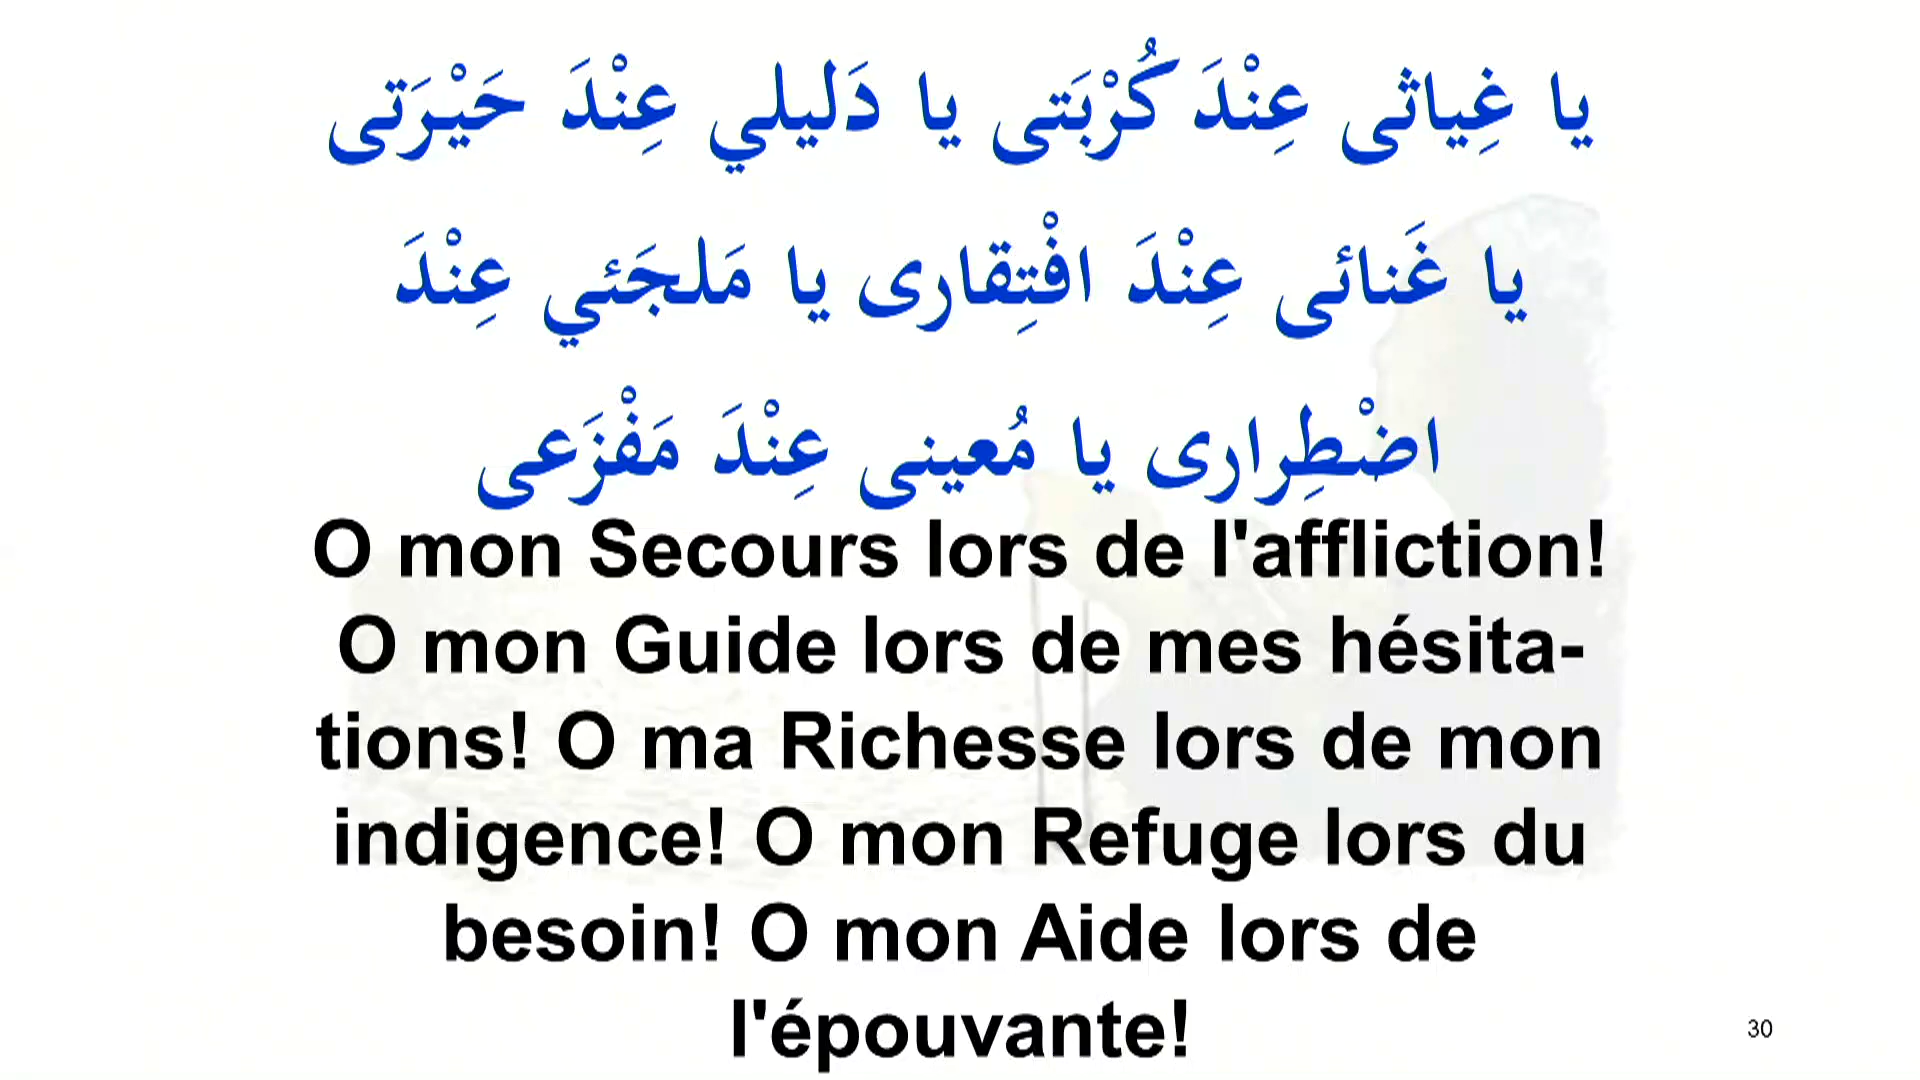 يا غِياثى عِنْدَ كُرْبَتى يا دَليلي عِنْدَ حَيْرَتى
يا غَنائى عِنْدَ افْتِقارى يا مَلجَئي عِنْدَ
اضْطِرارى يا مُعينى عِنْدَ مَفْزَعى
O mon Secours lors de l'affliction!
O mon Guide lors de mes hésita-
tions! O ma Richesse lors de mon
indigence! O mon Refuge lors du
besoin! O mon Aide lors de
l'épouvante!
30